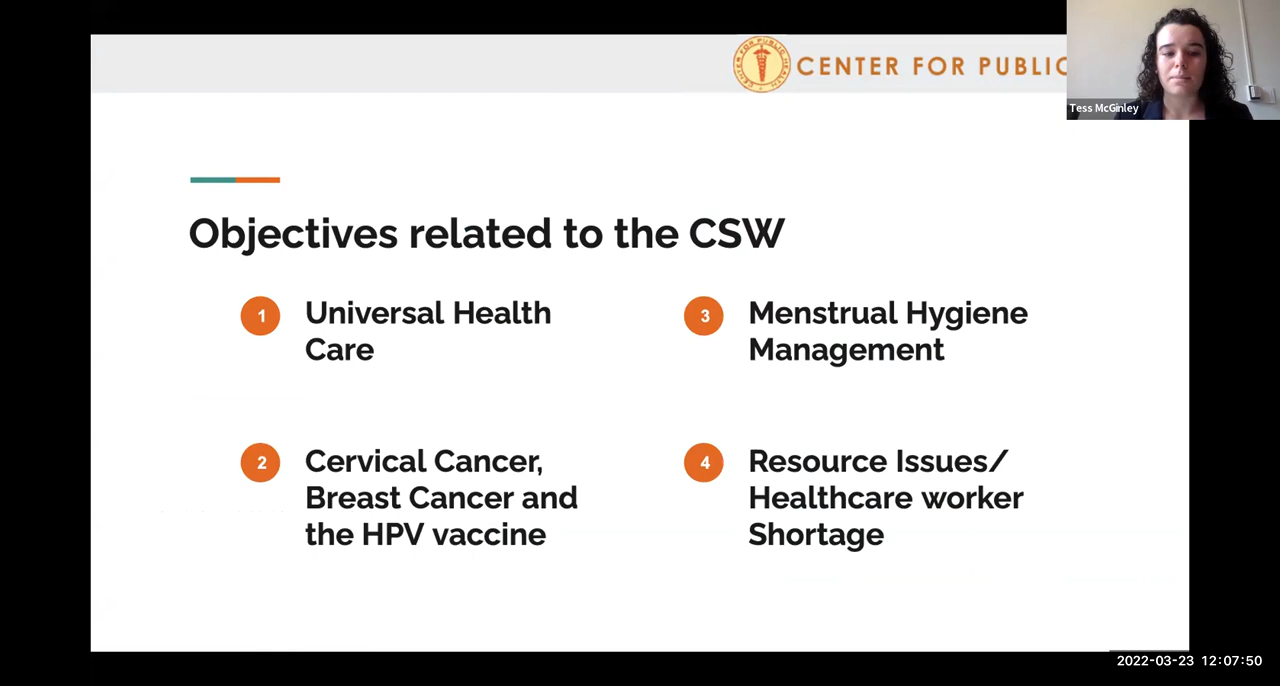 CENTER FOR PUBLIC
Tess McGinley
Objectives related to the CSW
1
Universal Health
Care
2
Cervical Cancer,
Breast Cancer and
the HPV vaccine
3
Menstrual Hygiene
Management
4
Resource Issues/
Healthcare worker
Shortage
2022-03-23 12:07:50